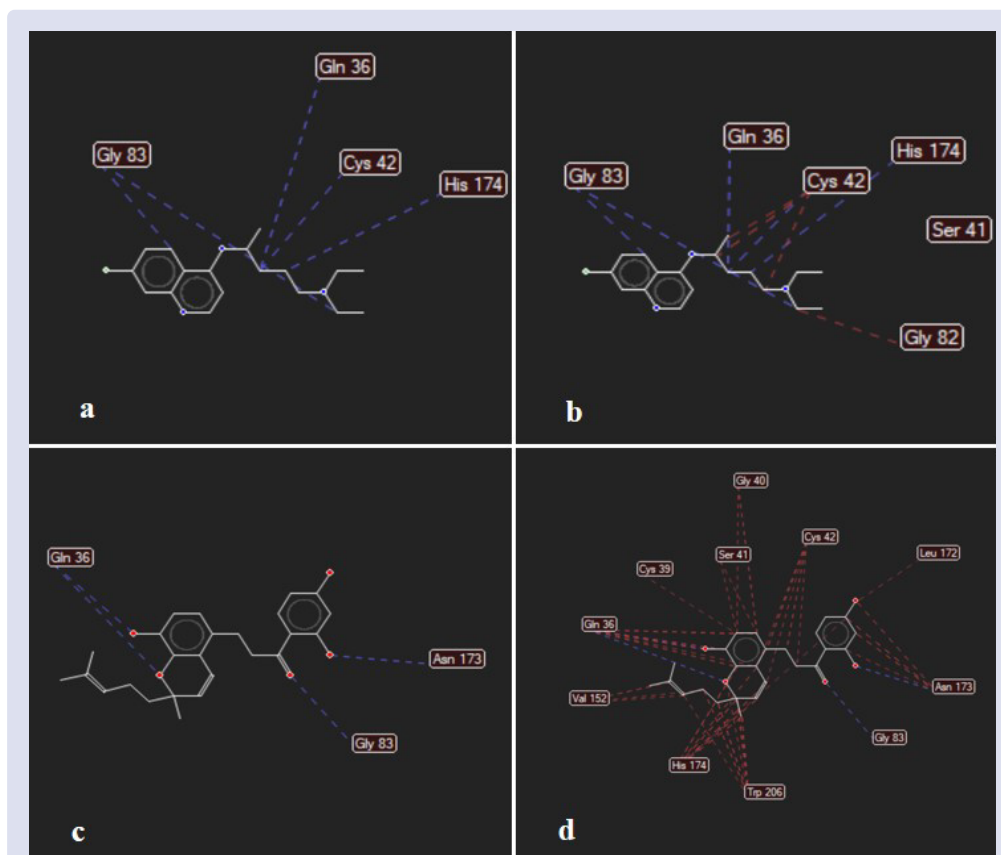 Gln 36
Gly 83
Cys 42
His 174
a
Gln 36
His 174
Gly 83
Cys 42
Ser 41
Gly 82
b
Gln 36
Asn 173
Gly 83
c
Gly 40
Cys 42
Ser 41
Leu 172
Cys 39
Gln 36
Asn 173
Val 152
Gly 83
His 174
Trp 206
d